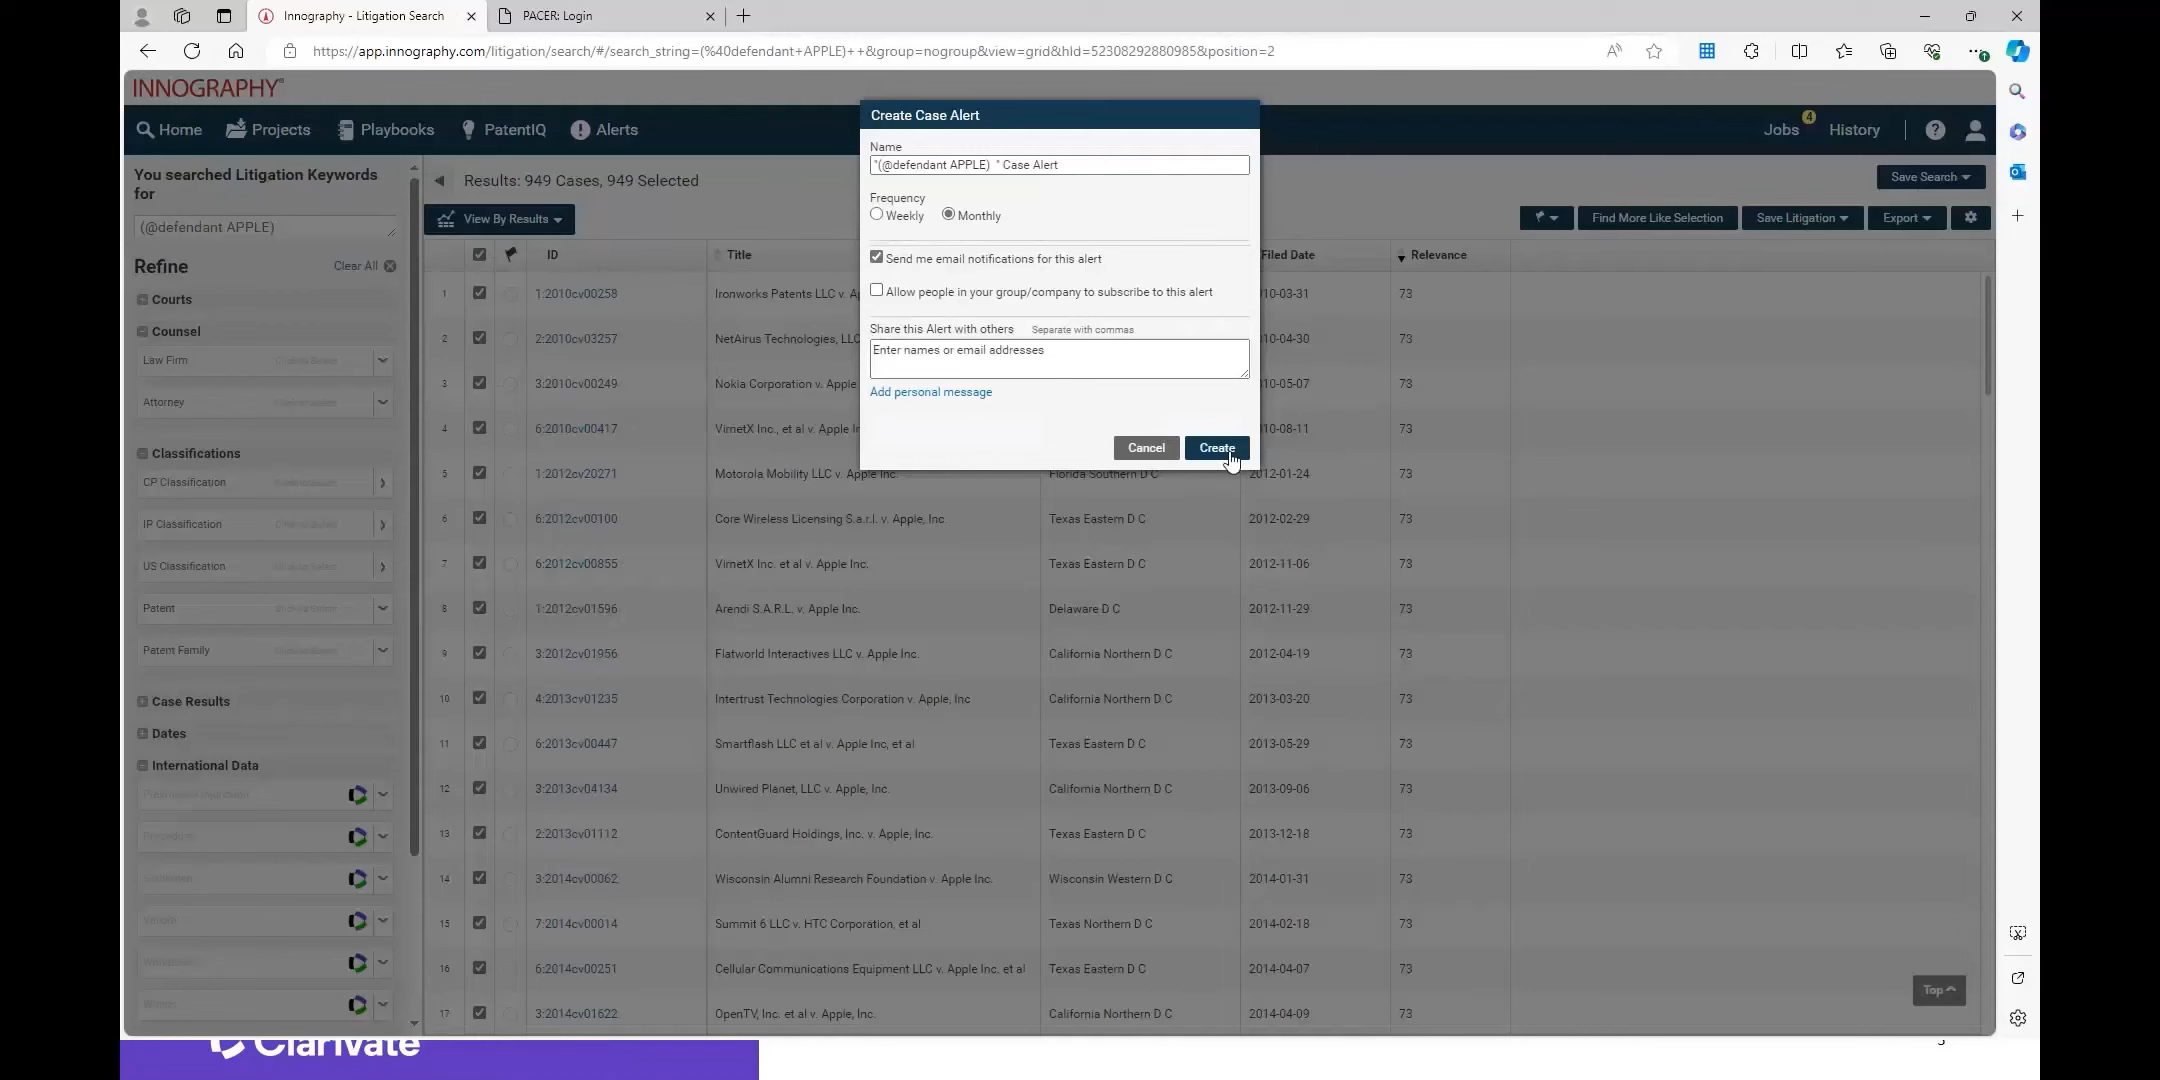 Innography - Litigation Search
PACER: Login
https://app.innography.com/litigation/search/#/search_string=(%40defendant+APPLE)++&group=nogroup&view=grid&hId=52308292880985&position=2
INNOGRAPHY®
Home
Projects
Playbooks
PatentIQ
Alerts
Jobs
4
History
You searched Litigation Keywords
for
(@defendant APPLE)
Refine
Clear All
Courts
Counsel
Law Firm
Attorney
Classifications
CP Classification
IP Classification
US Classification
Patent
Patent Family
Case Results
Dates
International Data
Results: 949 Cases, 949 Selected
Save Search
View By Results
Find More Like Selection
Save Litigation
Export
Create Case Alert
Name
"(@defendant APPLE)  " Case Alert
Frequency
Weekly
Monthly
Send me email notifications for this alert
Allow people in your group/company to subscribe to this alert
Share this Alert with others
Separate with commas
Enter names or email addresses
Add personal message
Cancel
Create
ID Title Filed Date Relevance
1 1:2010cv00258 Ironworks Patents LLC v. 10-03-31 73
2 2:2010cv03257 NetAirus Technologies, LLC 10-04-30 73
3 3:2010cv00249 Nokia Corporation v. Apple 10-05-07 73
4 6:2010cv00417 VirnetX Inc., et al v. Apple 10-08-11 73
5 1:2012cv20271 Motorola Mobility LLC v. Apple Inc. Florida Southern D C 2012-01-24 73
6 6:2012cv00100 Core Wireless Licensing S.a.r.l. v. Apple, Inc Texas Eastern D C 2012-02-29 73
7 6:2012cv00855 VirnetX Inc. et al v. Apple Inc. Texas Eastern D C 2012-11-06 73
8 1:2012cv01596 Arendi S.A.R.L. v. Apple Inc. Delaware D C 2012-11-29 73
9 3:2012cv01956 Flatworld Interactives LLC v. Apple Inc. California Northern D C 2012-04-19 73
10 4:2013cv01235 Intertrust Technologies Corporation v. Apple, Inc California Northern D C 2013-03-20 73
11 6:2013cv00447 Smartflash LLC et al v. Apple Inc, et al Texas Eastern D C 2013-05-29 73
12 3:2013cv04134 Unwired Planet, LLC v. Apple, Inc. California Northern D C 2013-09-06 73
13 2:2013cv01112 ContentGuard Holdings, Inc. v. Apple, Inc. Texas Eastern D C 2013-12-18 73
14 3:2014cv00062 Wisconsin Alumni Research Foundation v. Apple Inc. Wisconsin Western D C 2014-01-31 73
15 7:2014cv00014 Summit 6 LLC v. HTC Corporation, et al Texas Northern D C 2014-02-18 73
16 6:2014cv00251 Cellular Communications Equipment LLC v. Apple Inc. et al Texas Eastern D C 2014-04-07 73
17 3:2014cv01622 OpenTV, Inc. et al v. Apple, Inc. California Northern D C 2014-04-09 73
Top
Clarivate